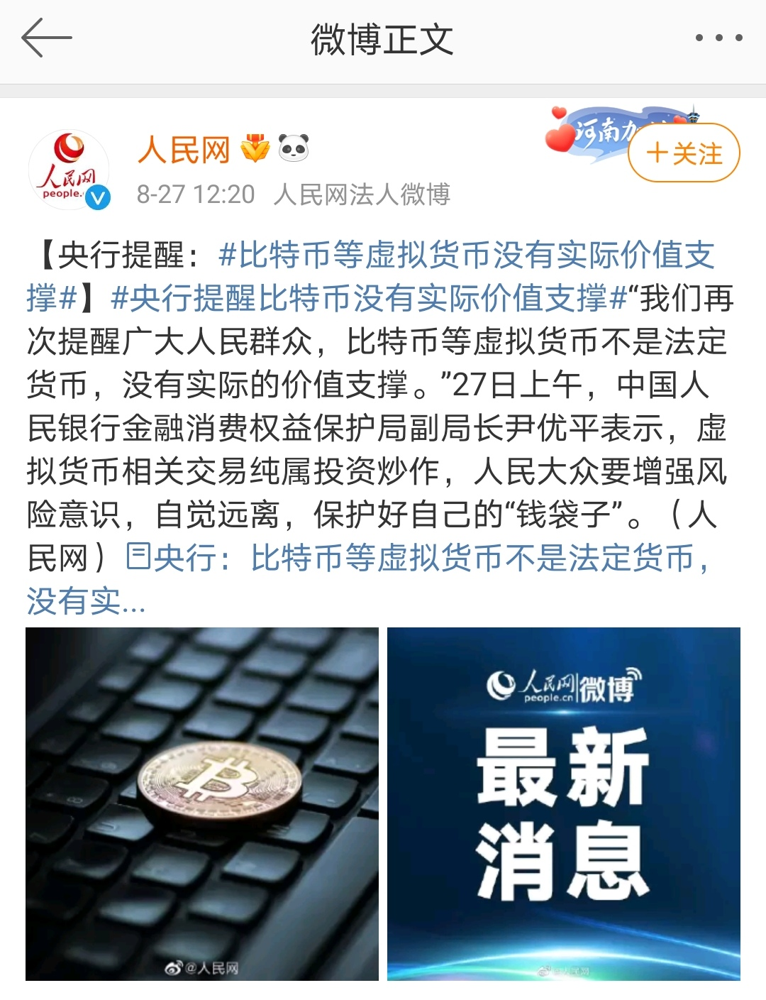 微博正文
河南加
人民网
+关注
人民网
people.
8-27 12:20 人民网法人微博
【央行提醒：#比特币等虚拟货币没有实际价值支
撑#】#央行提醒比特币没有实际价值支撑#“我们再
次提醒广大人民群众，比特币等虚拟货币不是法定
货币，没有实际的价值支撑。”27日上午，中国人
民银行金融消费权益保护局副局长尹优平表示，虚
拟货币相关交易纯属投资炒作，人民大众要增强风
险意识，自觉远离，保护好自己的“钱袋子”。（人
民网）央行：比特币等虚拟货币不是法定货币，
没有实...
@人民网
人民网 people.cn 微博
最新
消息
@人民网